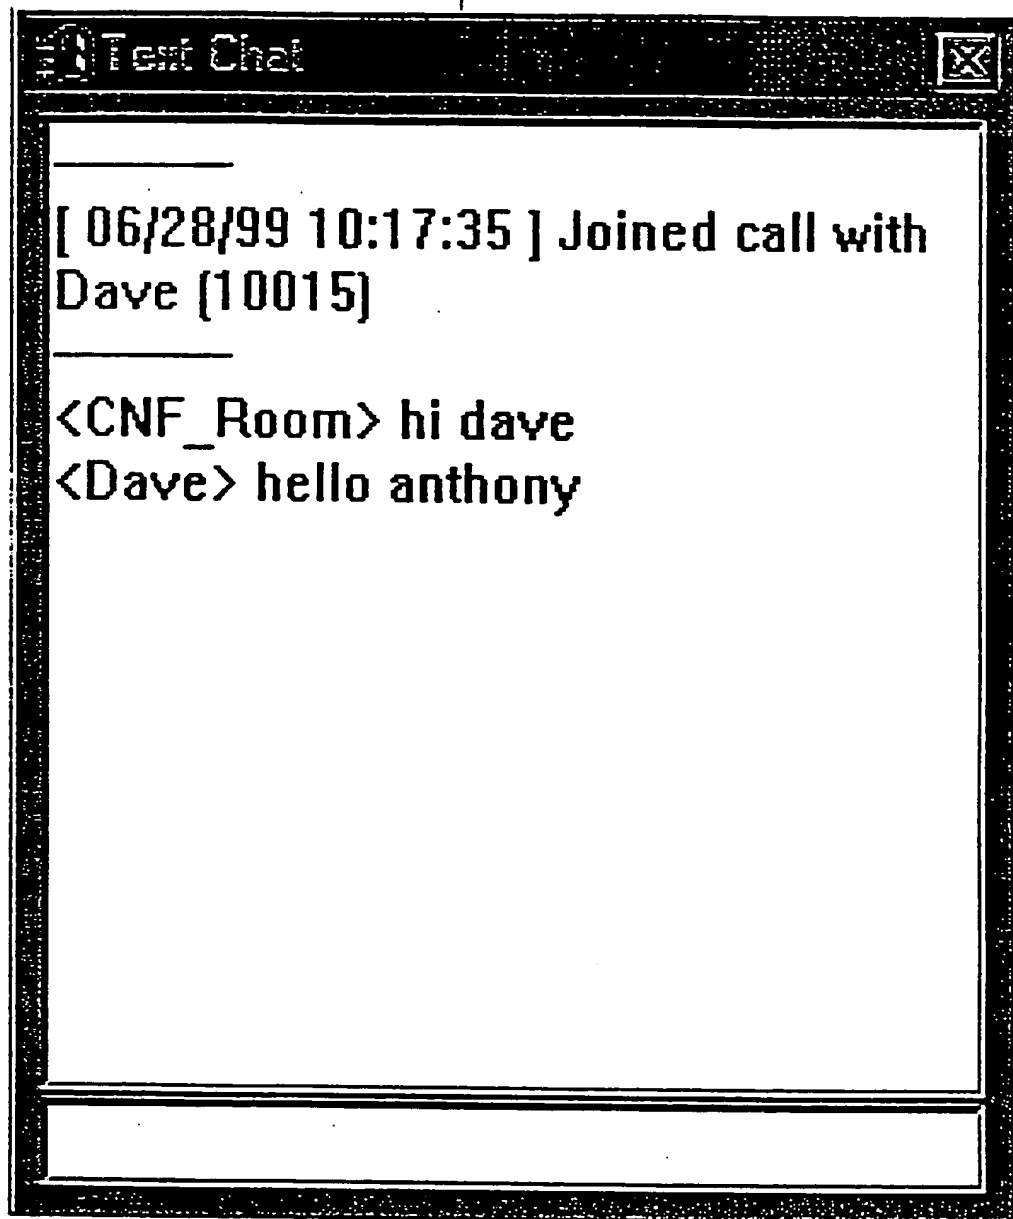 Text Chat
[ 06/28/99 10:17:35 ] Joined call with
Dave [10015]
<CNF_Room> hi dave
<Dave> hello anthony